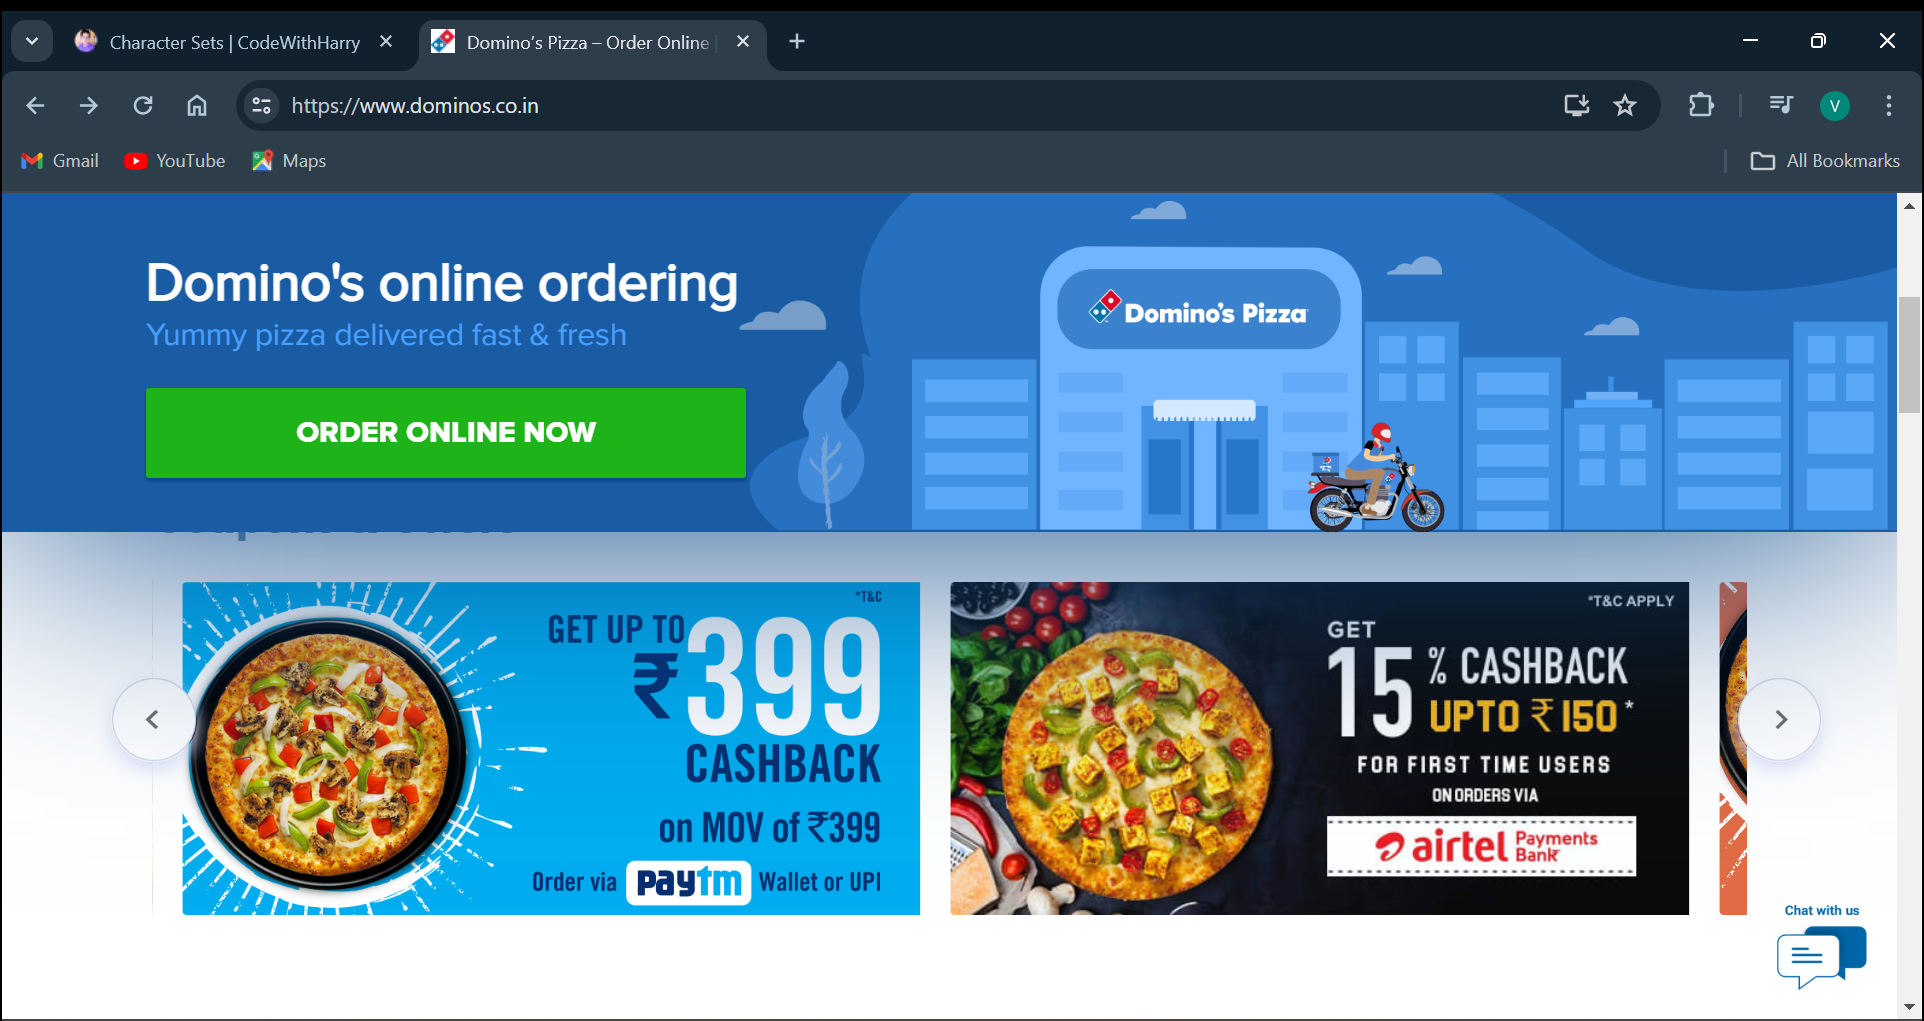 Character Sets | CodeWithHarry
Domino's Pizza – Order Online |
https://www.dominos.co.in
V
Gmail
YouTube
Maps
All Bookmarks
Domino's online ordering
Yummy pizza delivered fast & fresh
ORDER ONLINE NOW
Domino's Pizza
*T&C
GET UP TO
₹399
CASHBACK
on MOV of ₹399
Order via paytm Wallet or UPI
*T&C APPLY
GET
15% CASHBACK
UPTO ₹150*
FOR FIRST TIME USERS
ON ORDERS VIA
airtel Payments
Bank
Chat with us